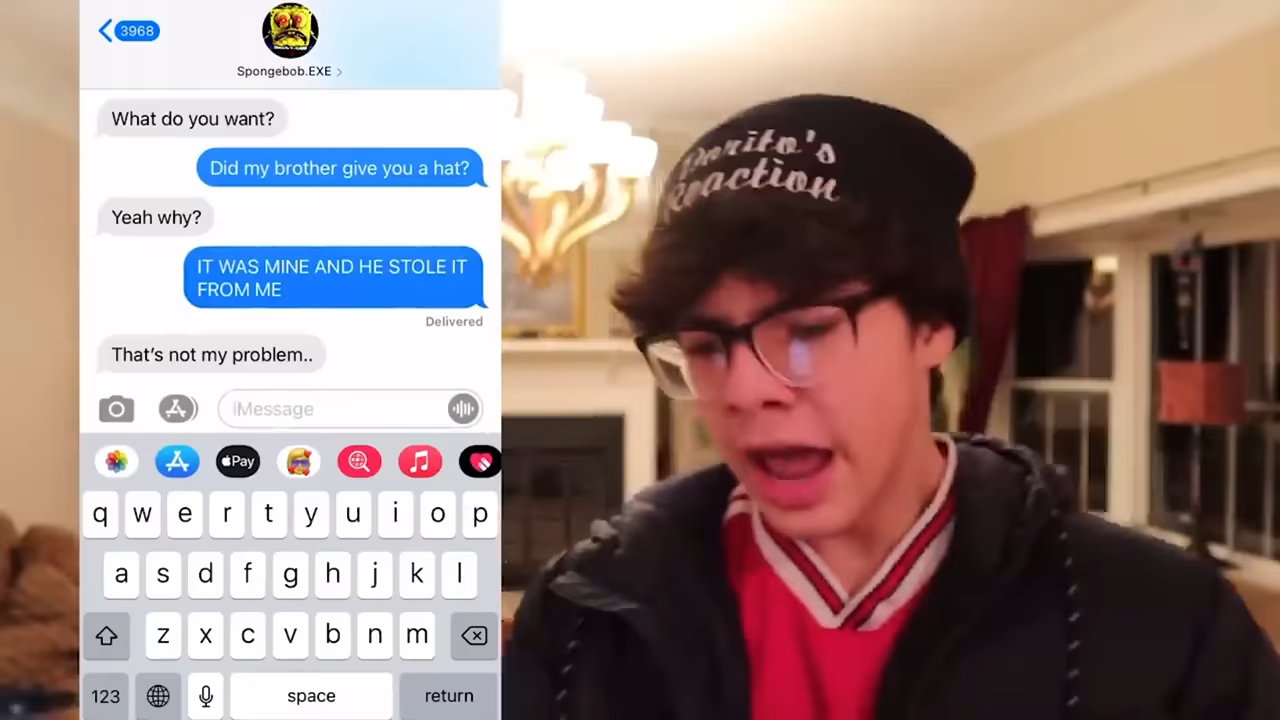 3968
Spongebob.EXE
What do you want?
Did my brother give you a hat?
Yeah why?
IT WAS MINE AND HE STOLE IT
FROM ME
Delivered
That's not my problem..
iMessage
Pay
q w e r t y u i o p
a s d f g h j k l
z x c v b n m
123 space return
Dorito's
Reaction